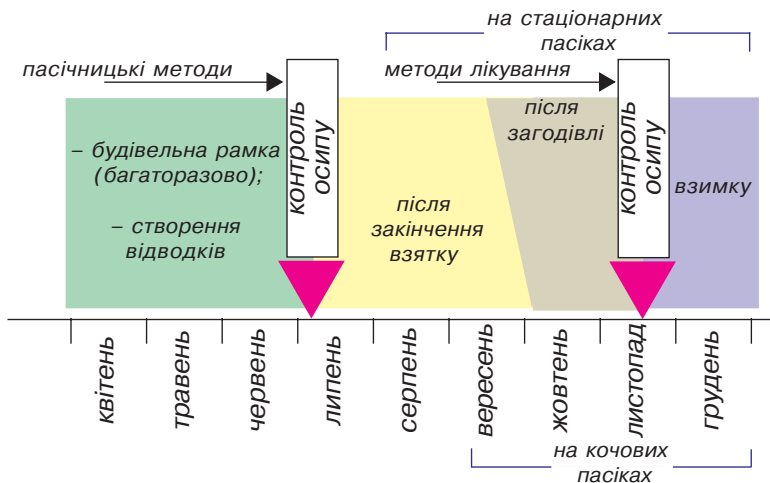 на стаціонарних
пасіках
пасічницькі методи
методи лікування
контроль
осипу
після
загодівлі
контроль
осипу
– будівельна рамка
(багаторазово);
– створення
відводків
після
закінчення
взятку
взимку
квітень
травень
червень
липень
серпень
вересень
жовтень
листопад
грудень
на кочових
пасіках